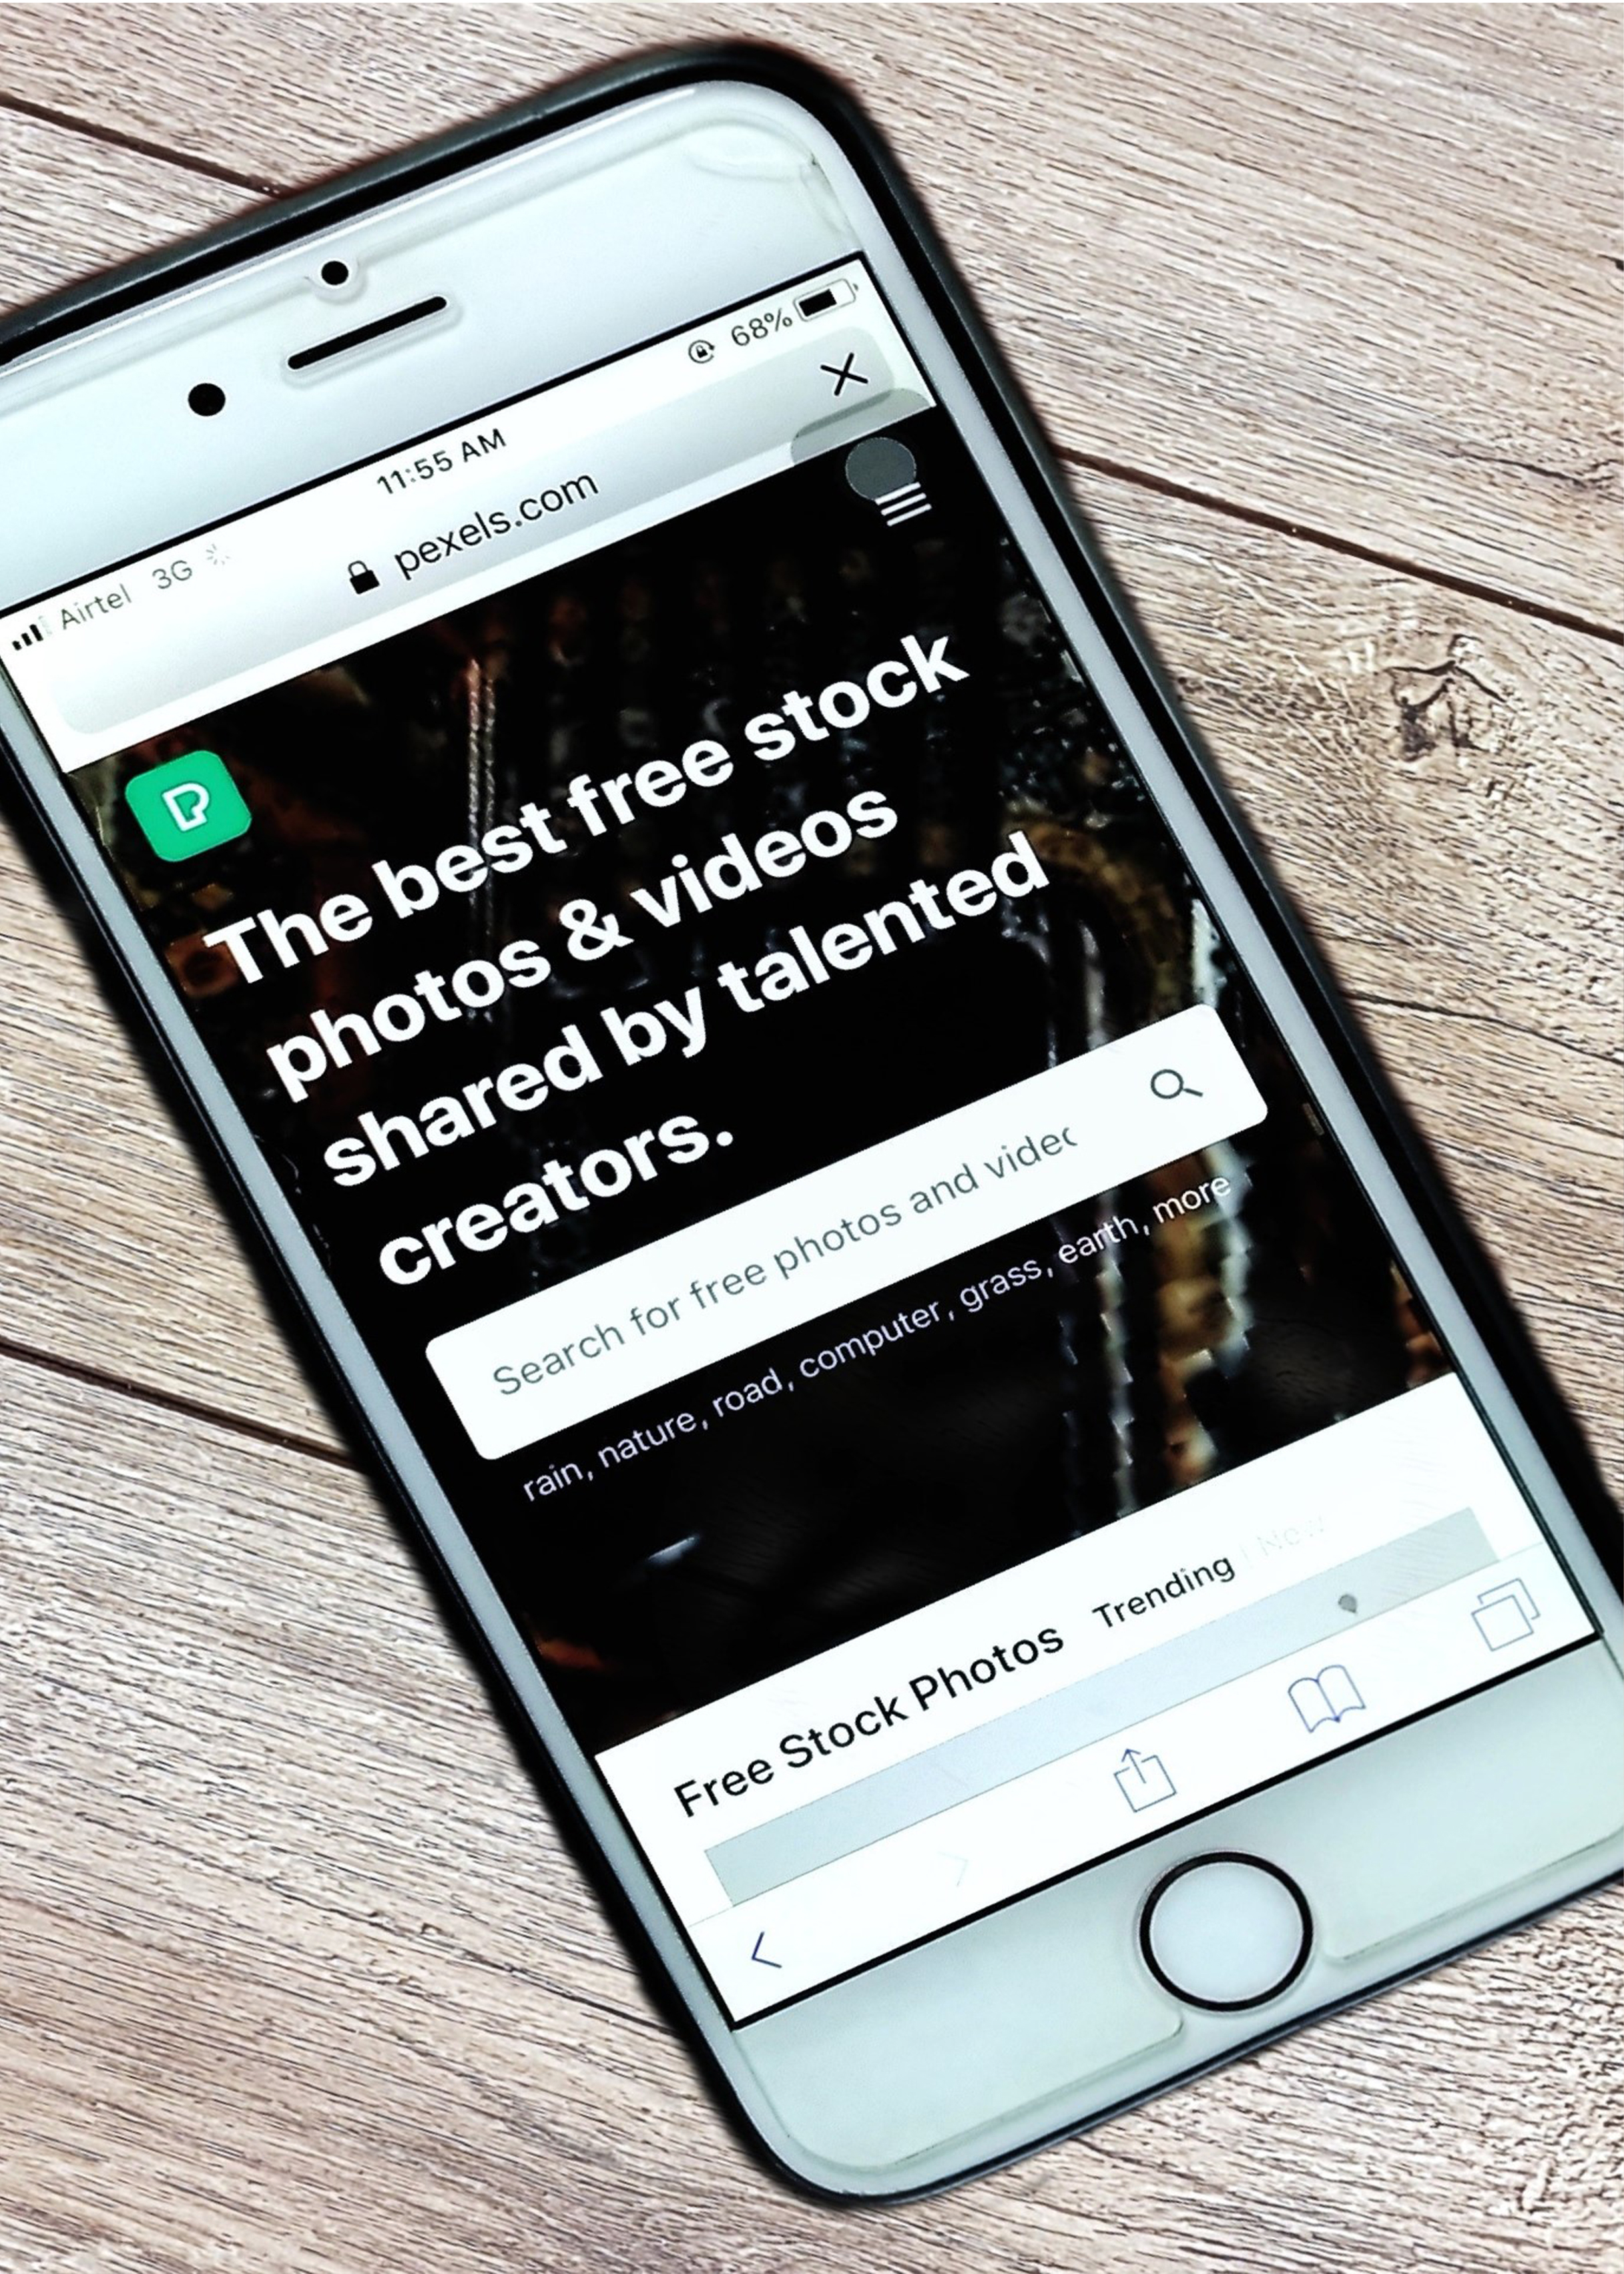 Airtel 3G 11:55 AM 68%
pexels.com
The best free stock
photos & videos
shared by talented
creators.
Search for free photos and videc
rain, nature, road, computer, grass, earth, more
Free Stock Photos Trending | New